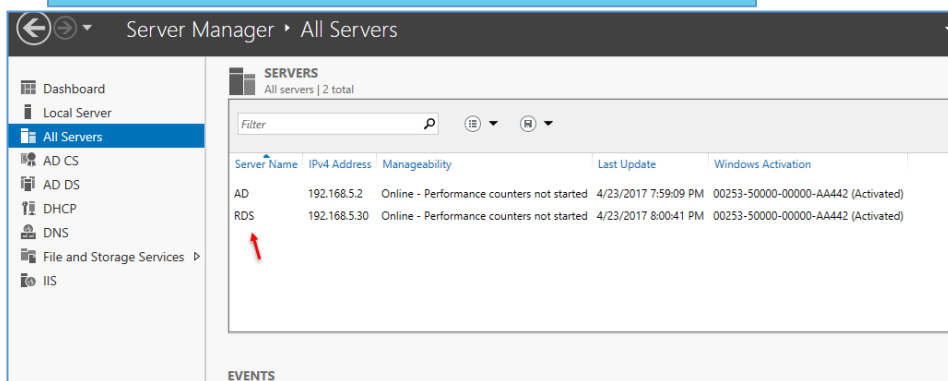 Server Manager ‣ All Servers
Dashboard
Local Server
All Servers
AD CS
AD DS
DHCP
DNS
File and Storage Services
IIS
SERVERS
All servers | 2 total
Filter
Server Name IPv4 Address Manageability Last Update Windows Activation
AD 192.168.5.2 Online - Performance counters not started 4/23/2017 7:59:09 PM 00253-50000-00000-AA442 (Activated)
RDS 192.168.5.30 Online - Performance counters not started 4/23/2017 8:00:41 PM 00253-50000-00000-AA442 (Activated)
EVENTS